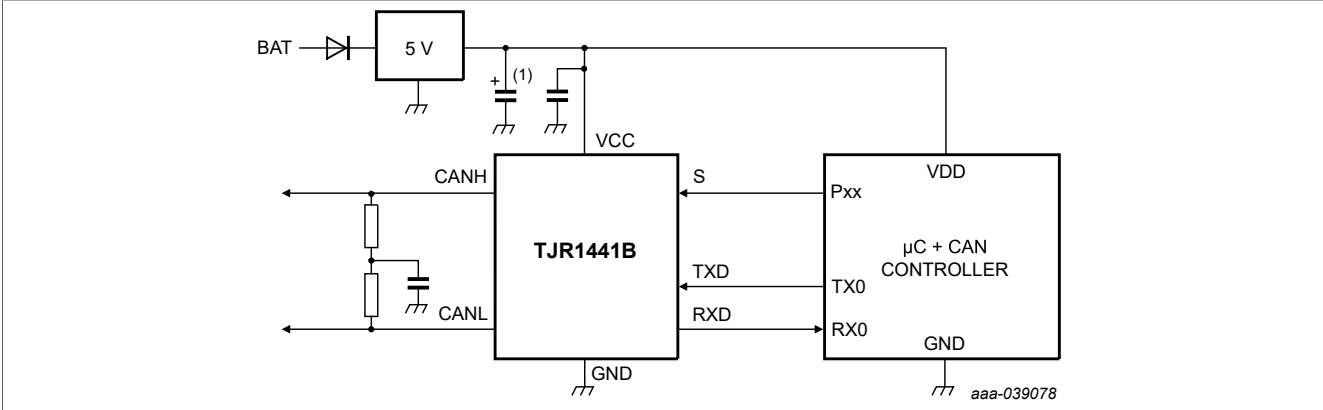 BAT
5 V
+
(1)
VCC
VDD
CANH
S
Pxx
TJR1441B
µC + CAN
CONTROLLER
TXD
TX0
CANL
RXD
RX0
GND
GND
aaa-039078